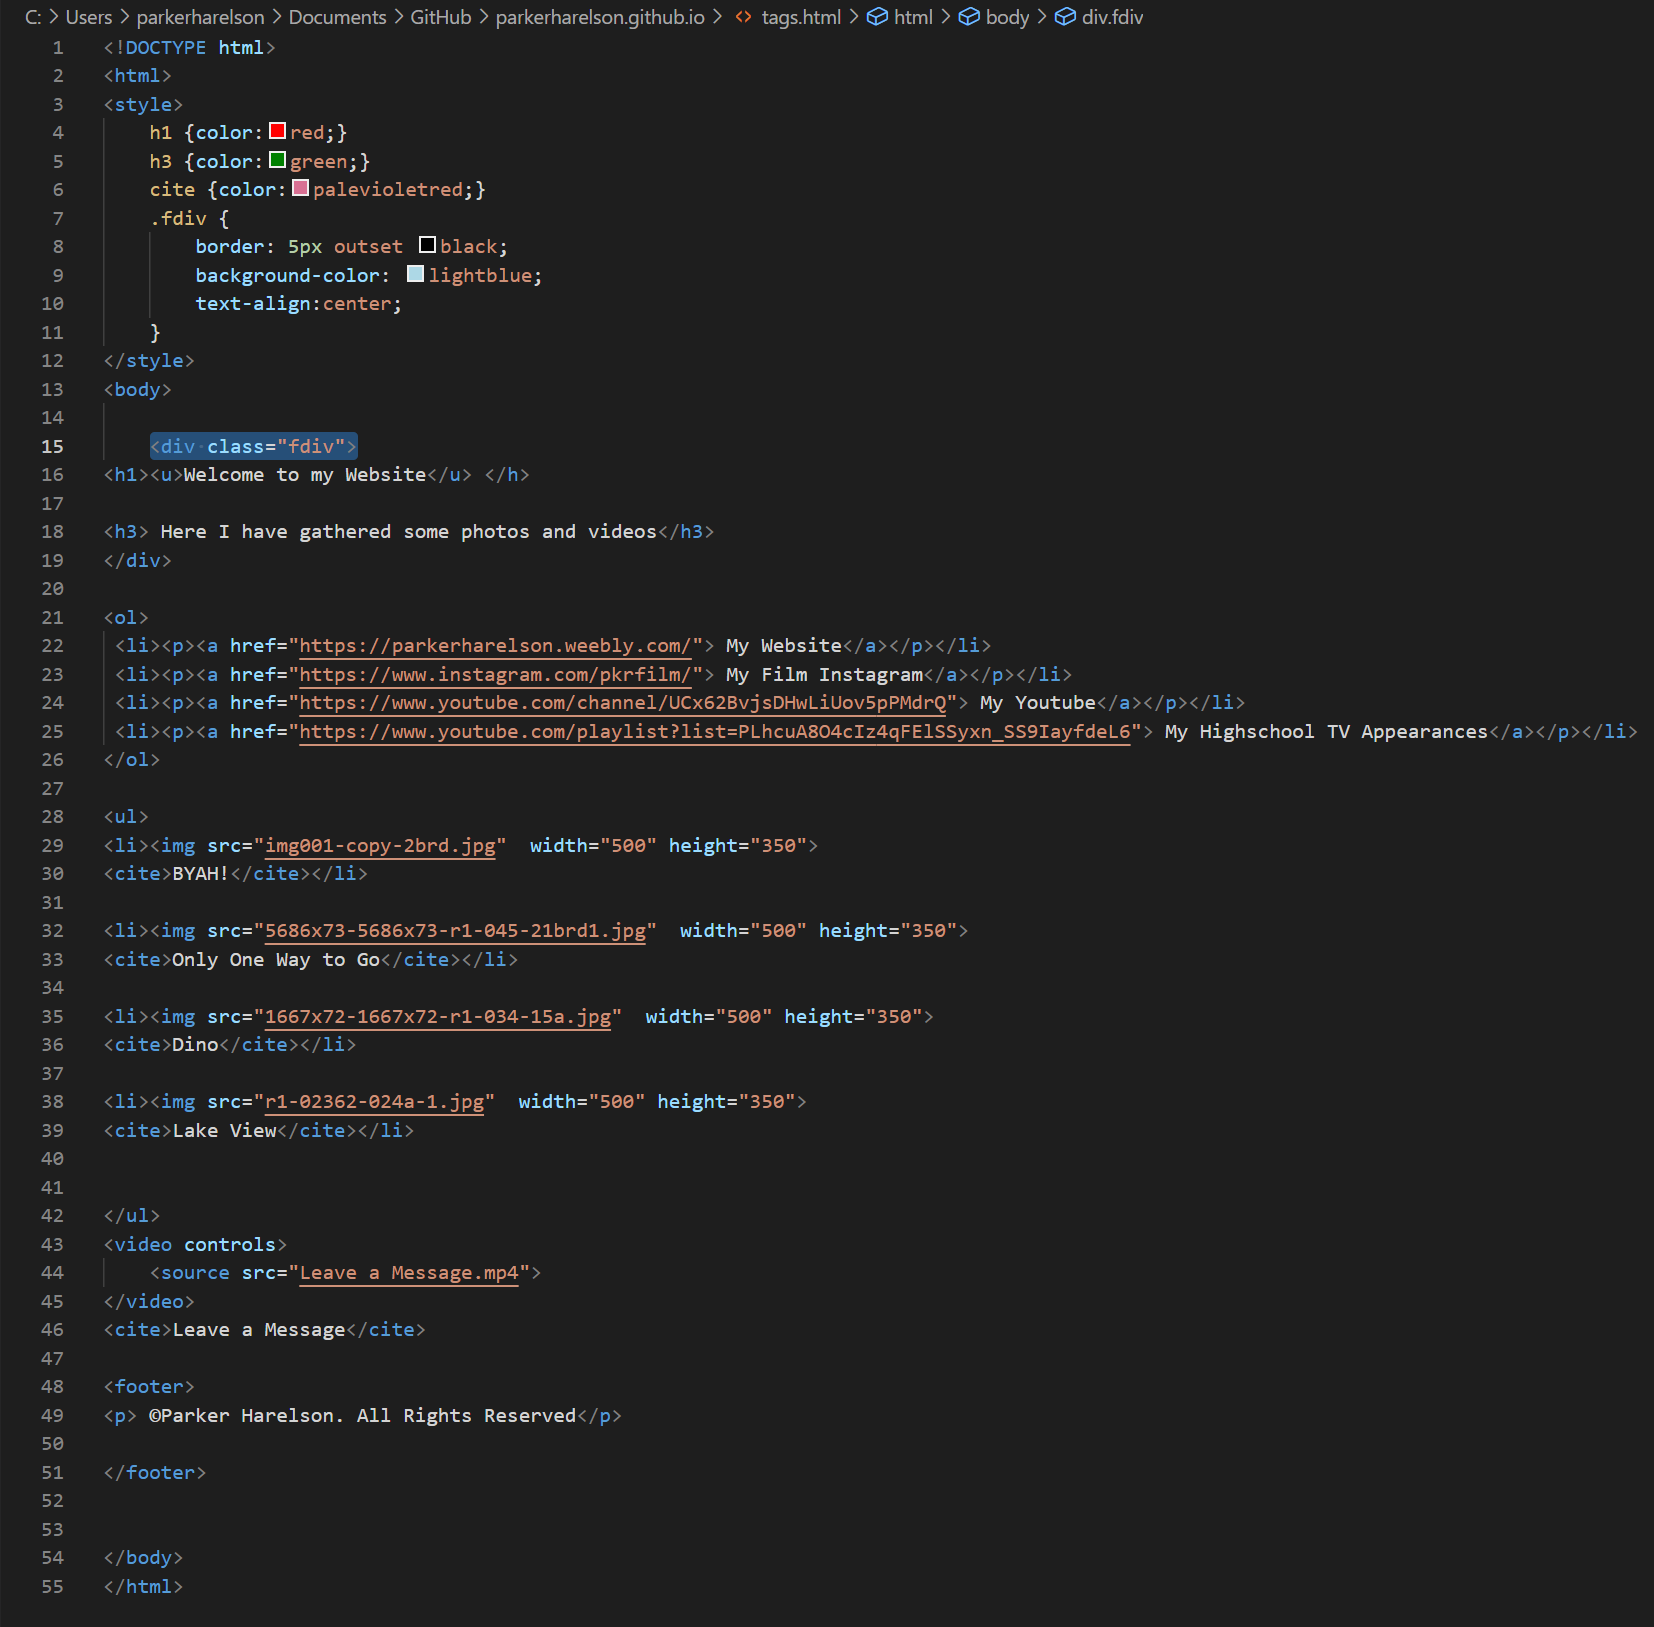 C: > Users > parkerharelson > Documents > GitHub > parkerharelson.github.io > <> tags.html > html > body > div.fdiv
1 <!DOCTYPE html>
2 <html>
3 <style>
4 h1 {color:red;}
5 h3 {color:green;}
6 cite {color:palevioletred;}
7 .fdiv {
8 border: 5px outset black;
9 background-color: lightblue;
10 text-align:center;
11 }
12 </style>
13 <body>
14
15 <div class="fdiv">
16 <h1><u>Welcome to my Website</u> </h>
17
18 <h3> Here I have gathered some photos and videos</h3>
19 </div>
20
21 <ol>
22 <li><p><a href="https://parkerharelson.weebly.com/"> My Website</a></p></li>
23 <li><p><a href="https://www.instagram.com/pkrfilm/"> My Film Instagram</a></p></li>
24 <li><p><a href="https://www.youtube.com/channel/UCx62BvjsDHwLiUov5pPMdrQ"> My Youtube</a></p></li>
25 <li><p><a href="https://www.youtube.com/playlist?list=PLhcuA8O4cIz4qFElSSyxn_SS9IayfdeL6"> My Highschool TV Appearances</a></p></li>
26 </ol>
27
28 <ul>
29 <li><img src="img001-copy-2brd.jpg"  width="500" height="350">
30 <cite>BYAH!</cite></li>
31
32 <li><img src="5686x73-5686x73-r1-045-21brd1.jpg"  width="500" height="350">
33 <cite>Only One Way to Go</cite></li>
34
35 <li><img src="1667x72-1667x72-r1-034-15a.jpg"  width="500" height="350">
36 <cite>Dino</cite></li>
37
38 <li><img src="r1-02362-024a-1.jpg"  width="500" height="350">
39 <cite>Lake View</cite></li>
40
41
42 </ul>
43 <video controls>
44 <source src="Leave a Message.mp4">
45 </video>
46 <cite>Leave a Message</cite>
47
48 <footer>
49 <p> ©Parker Harelson. All Rights Reserved</p>
50
51 </footer>
52
53
54 </body>
55 </html>